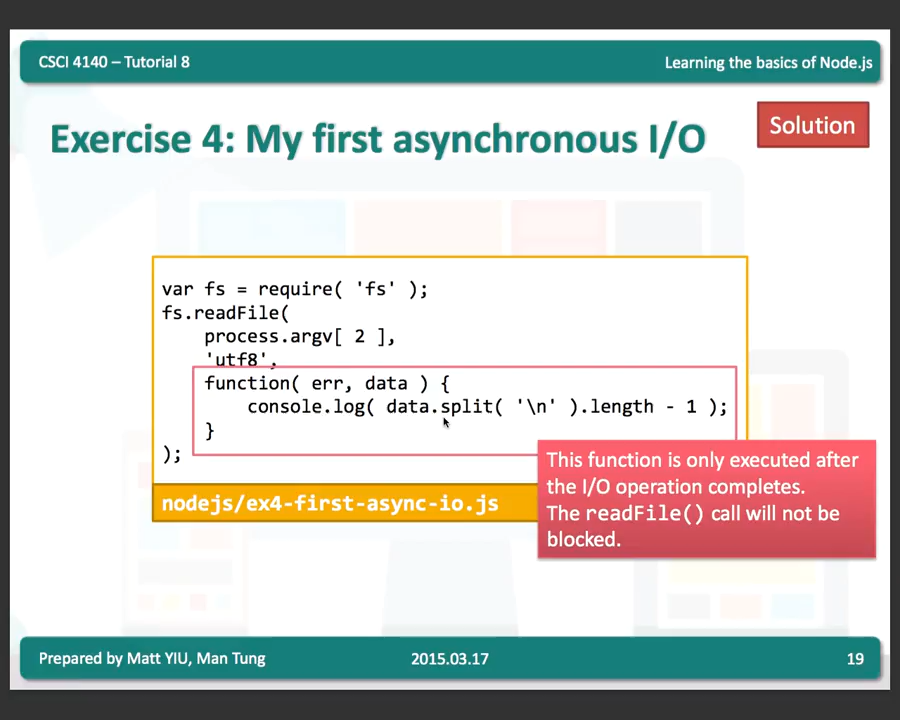 CSCI 4140 – Tutorial 8
Learning the basics of Node.js
Exercise 4: My first asynchronous I/O
Solution
var fs = require( 'fs' );
fs.readFile(
process.argv[ 2 ],
'utf8',
function( err, data ) {
console.log( data.split( '\n' ).length - 1 );
}
);
nodejs/ex4-first-async-io.js
This function is only executed after
the I/O operation completes.
The readFile() call will not be
blocked.
Prepared by Matt YIU, Man Tung
2015.03.17
19